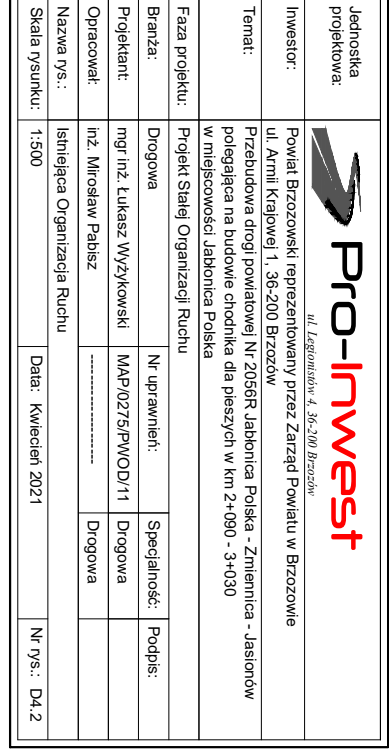 Jednostka
projektowa:
Pro-Inwest
ul. Legionistów 4, 36-200 Brzozów
Inwestor:
Powiat Brzozowski reprezentowany przez Zarząd Powiatu w Brzozowie
ul. Armii Krajowej 1, 36-200 Brzozów
Temat:
Przebudowa drogi powiatowej Nr 2056R Jabłonica Polska - Zmiennica - Jasionów
polegająca na budowie chodnika dla pieszych w km 2+090 - 3+030
w miejscowości Jabłonica Polska
Faza projektu: Projekt Stałej Organizacji Ruchu
Branża: Drogowa Nr uprawnień: Specjalność: Podpis:
Projektant: mgr inż. Łukasz Wyżykowski MAP/0275/PWOD/11 Drogowa
Opracował: inż. Mirosław Pabisz --------------- Drogowa
Nazwa rys.: Istniejąca Organizacja Ruchu
Skala rysunku: 1:500 Data: Kwiecień 2021 Nr rys.: D4.2